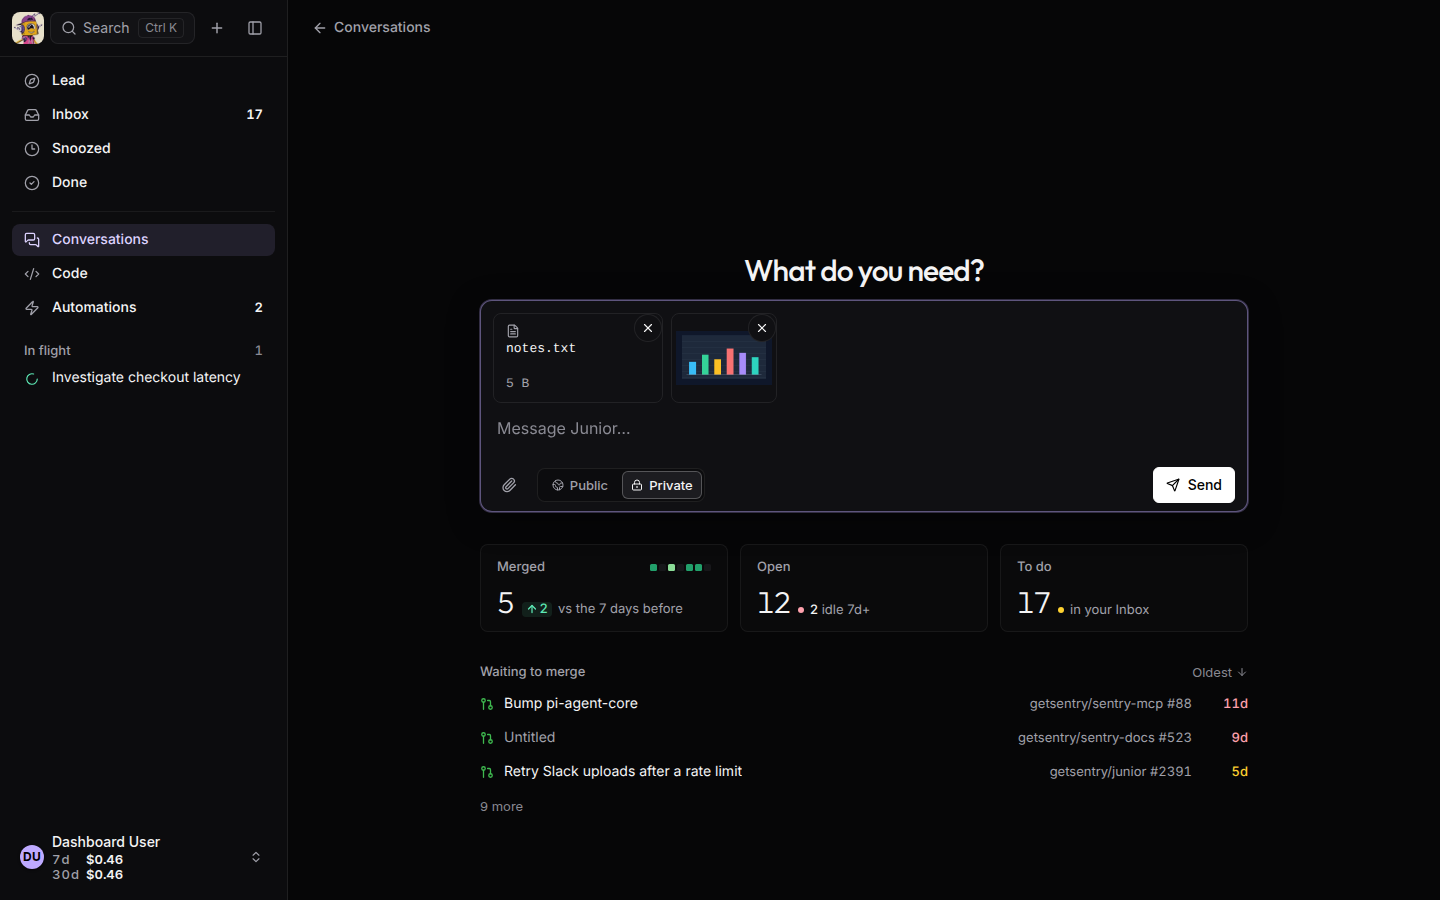 Search Ctrl K
Lead
Inbox 17
Snoozed
Done
Conversations
Code
Automations 2
In flight 1
Investigate checkout latency
Dashboard User
DU
7d $0.46
30d $0.46
Conversations
What do you need?
notes.txt
5 B
Message Junior...
Public Private Send
Merged
5 2 vs the 7 days before
Open
12 2 idle 7d+
To do
17 in your Inbox
Waiting to merge Oldest
Bump pi-agent-core getsentry/sentry-mcp #88 11d
Untitled getsentry/sentry-docs #523 9d
Retry Slack uploads after a rate limit getsentry/junior #2391 5d
9 more